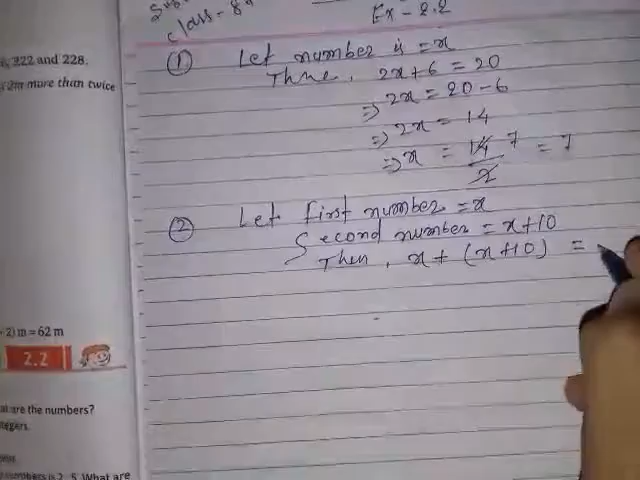 Class - 8
Ex - 2.2
222 and 228.
2m more than twice
① Let number is = x
Then, 2x + 6 = 20
⇒ 2x = 20 - 6
⇒ 2x = 14
⇒ x = 14/2 7 = 7
② Let first number = x
Second number = x+10
Then, x + (x+10) =
2) m = 62 m
2.2
at are the numbers?
tegers.
numbers is 2 : 5. What are